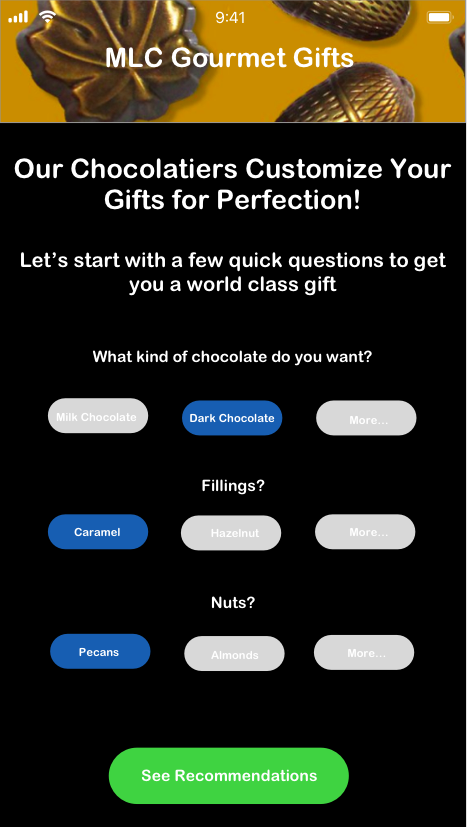 9:41
MLC Gourmet Gifts
Our Chocolatiers Customize Your
Gifts for Perfection!
Let’s start with a few quick questions to get
you a world class gift
What kind of chocolate do you want?
Milk Chocolate
Dark Chocolate
More...
Fillings?
Caramel
Hazelnut
More...
Nuts?
Pecans
Almonds
More...
See Recommendations